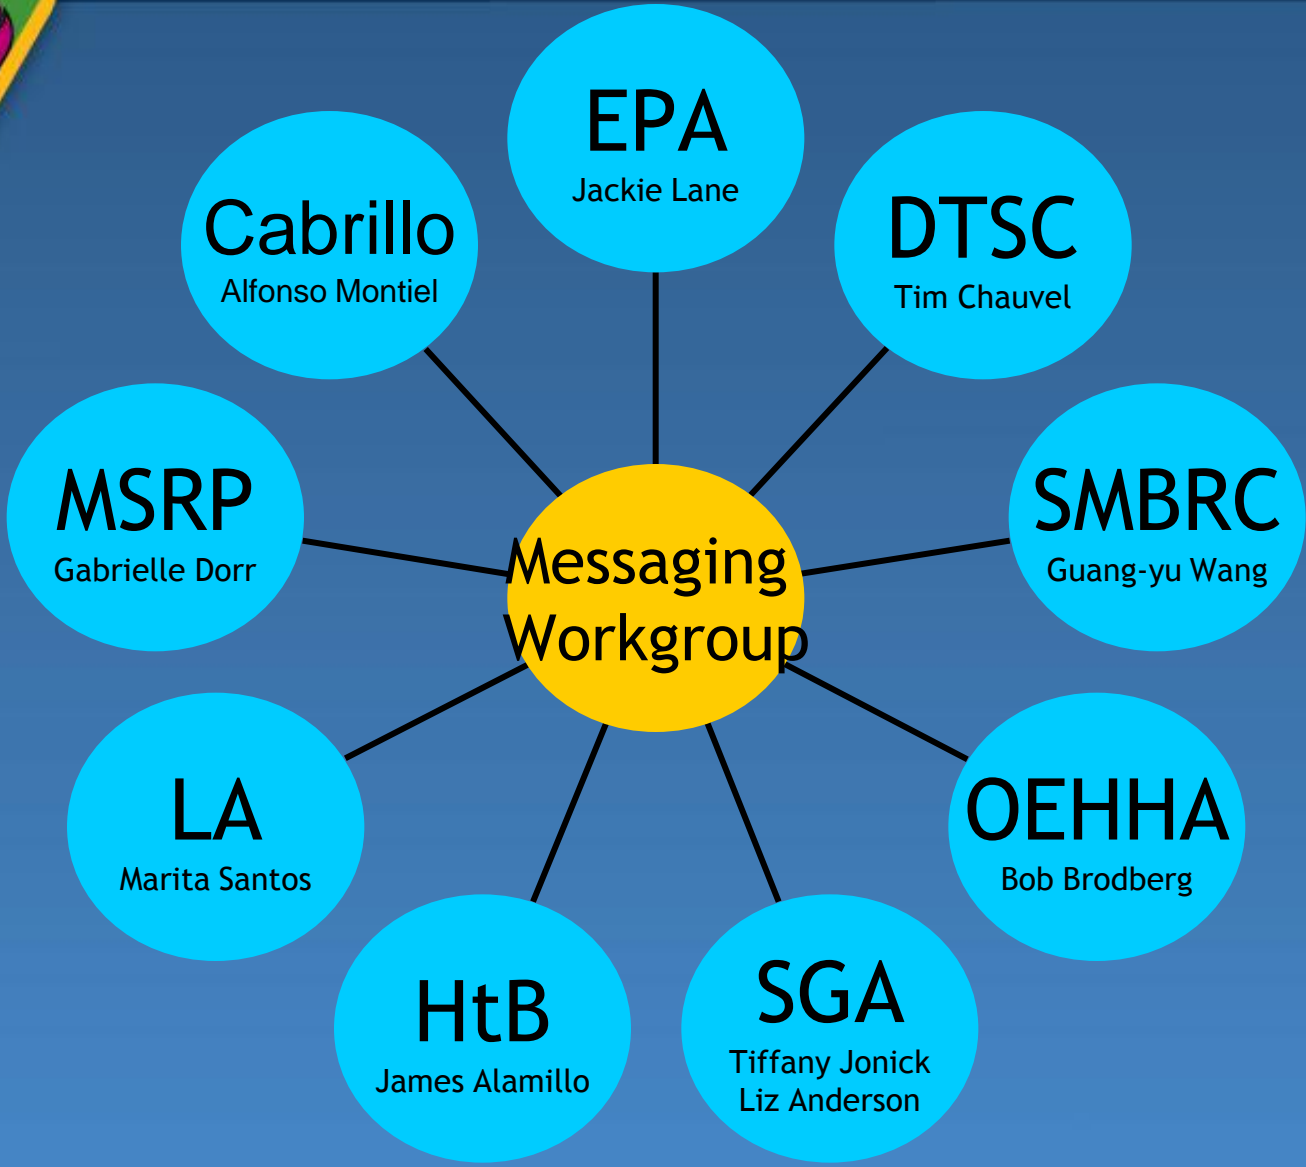 EPA
Jackie Lane
Cabrillo
Alfonso Montiel
DTSC
Tim Chauvel
MSRP
Gabrielle Dorr
SMBRC
Guang-yu Wang
Messaging
Workgroup
LA
Marita Santos
OEHHA
Bob Brodberg
HtB
James Alamillo
SGA
Tiffany Jonick
Liz Anderson